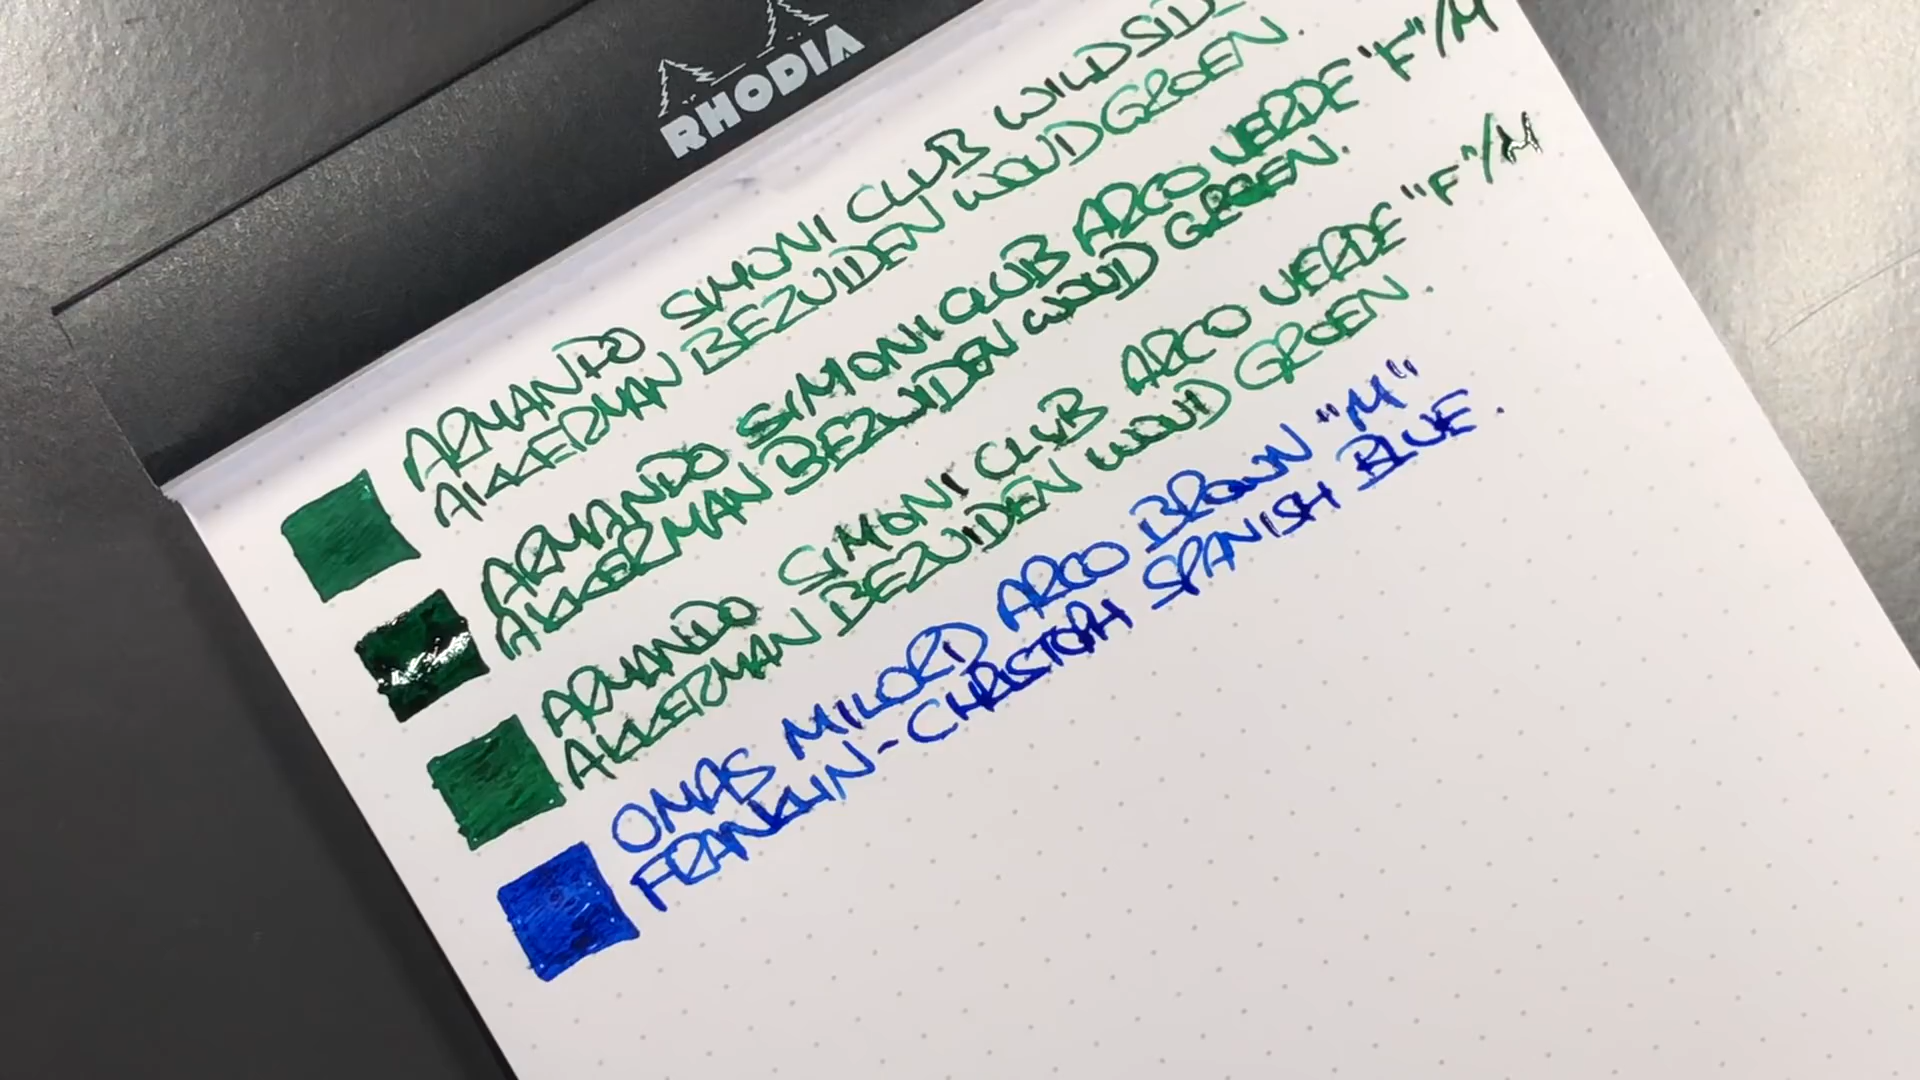 RHODIA
ARMANDO SIMONI CLUB WILDSIDE
AKKERMAN BEZUIDEN WOUD GROEN.
ARMANDO SIMONI CLUB ARCO VERDE "F"/M
AKKERMAN BEZUIDEN WOUD GROEN.
ARMANDO SIMONI CLUB ARCO VERDE "F"/M
AKKERMAN BEZUIDEN WOUD GROEN.
OMAS MILORD ARCO BROWN "M"
FRANKLIN-CHRISTOPH SPANISH BLUE.